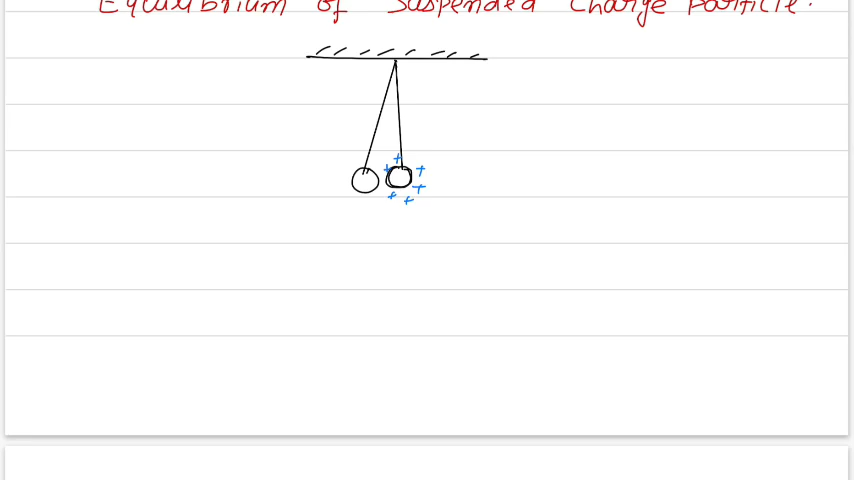 Equilibrium of Suspended Charge Particle.
+
+ +
+
+ +